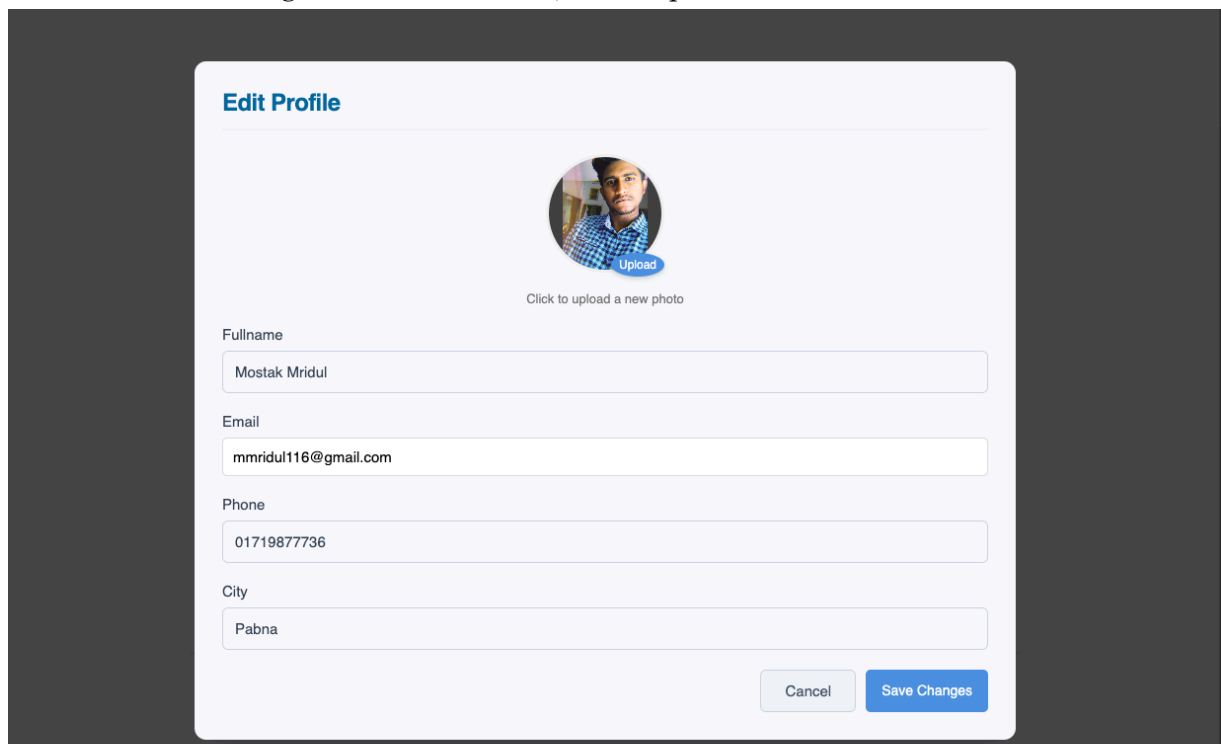 Edit Profile
Upload
Click to upload a new photo
Fullname
Mostak Mridul
Email
mmridul116@gmail.com
Phone
01719877736
City
Pabna
Cancel Save Changes